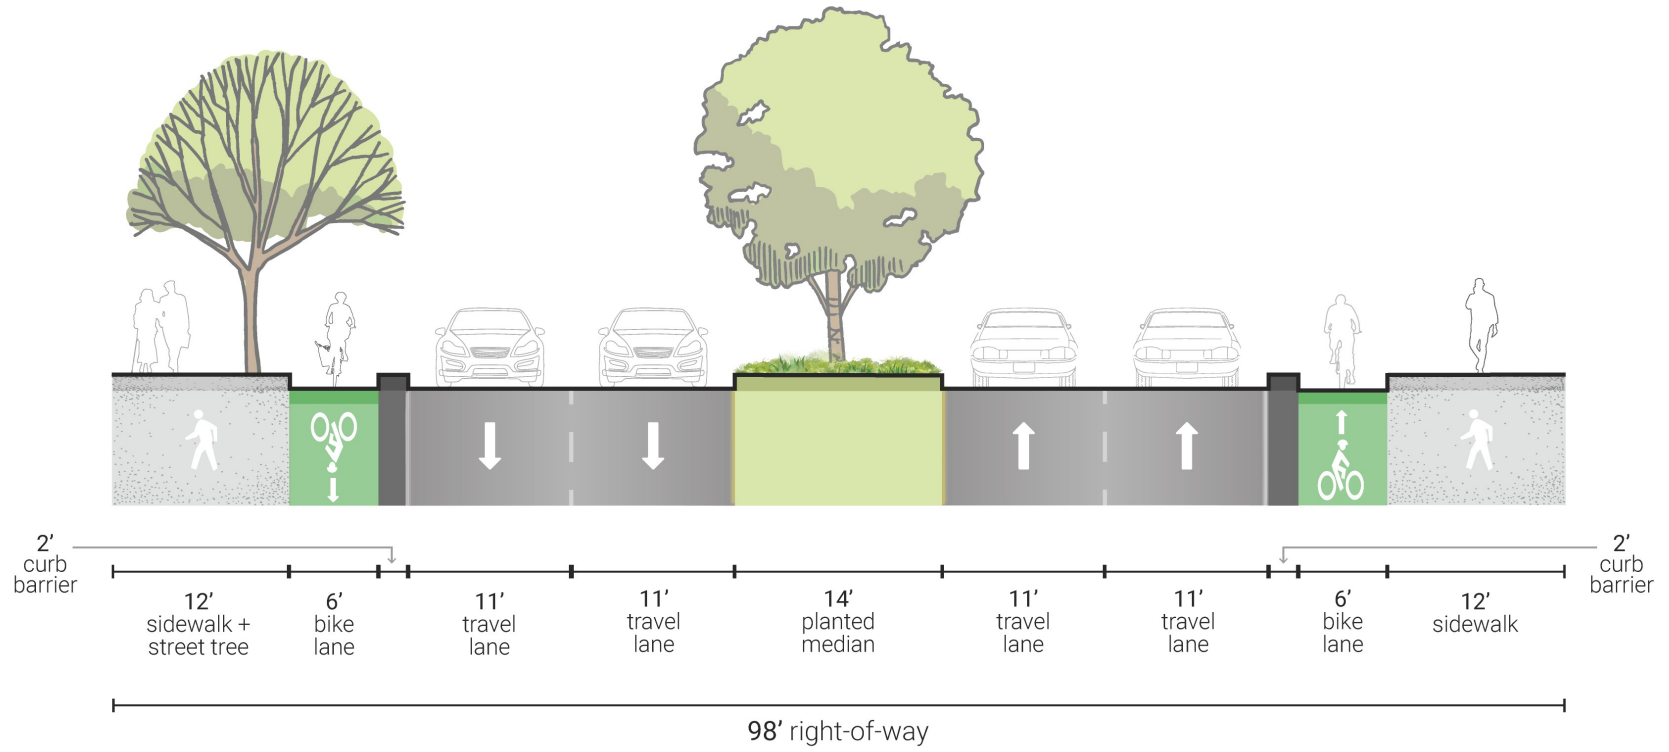 2’
curb
barrier
12’
sidewalk +
street tree
6’
bike
lane
11’
travel
lane
11’
travel
lane
14’
planted
median
11’
travel
lane
11’
travel
lane
6’
bike
lane
12’
sidewalk
2’
curb
barrier
98’ right-of-way